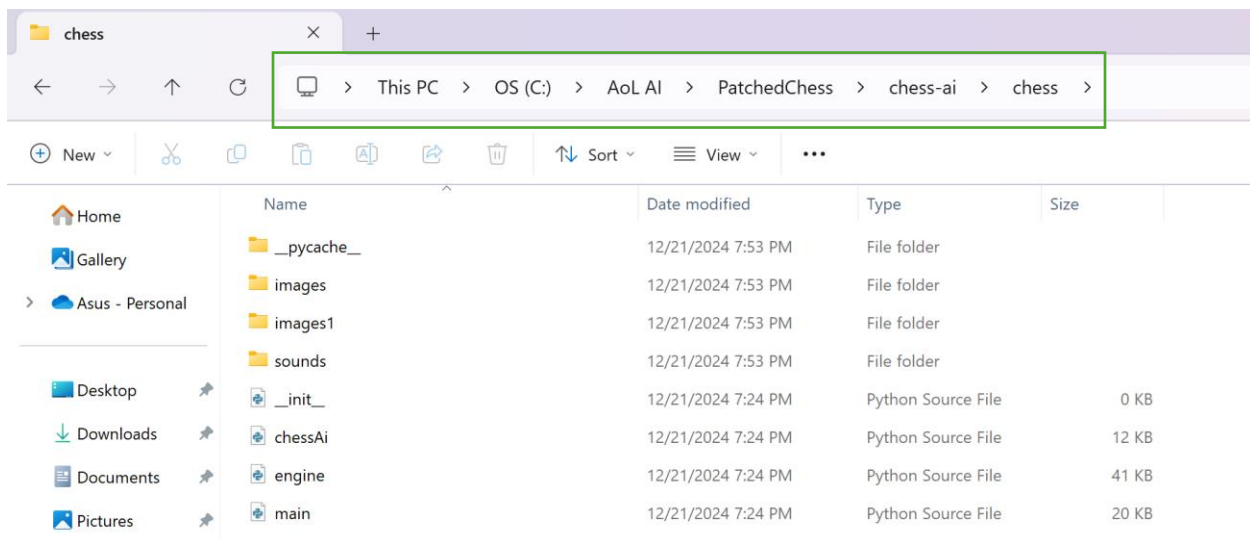 chess
This PC > OS (C:) > AoL AI > PatchedChess > chess-ai > chess >
New Sort View •••
Name Date modified Type Size
Home
Gallery
Asus - Personal
Desktop
Downloads
Documents
Pictures
__pycache__ 12/21/2024 7:53 PM File folder
images 12/21/2024 7:53 PM File folder
images1 12/21/2024 7:53 PM File folder
sounds 12/21/2024 7:53 PM File folder
__init__ 12/21/2024 7:24 PM Python Source File 0 KB
chessAi 12/21/2024 7:24 PM Python Source File 12 KB
engine 12/21/2024 7:24 PM Python Source File 41 KB
main 12/21/2024 7:24 PM Python Source File 20 KB